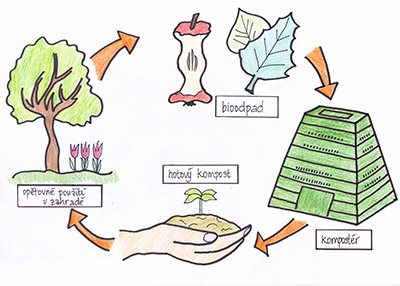 bioodpad
kompostér
hotový kompost
opětovné použití
v zahradě